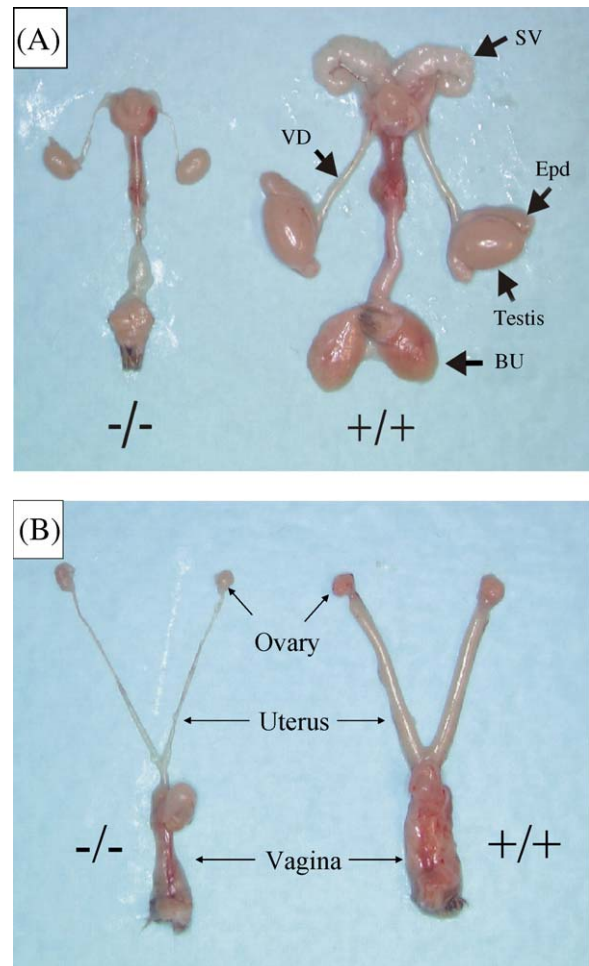 (A)
SV
VD
Epd
Testis
BU
-/-
+/+
(B)
Ovary
Uterus
-/-
+/+
Vagina